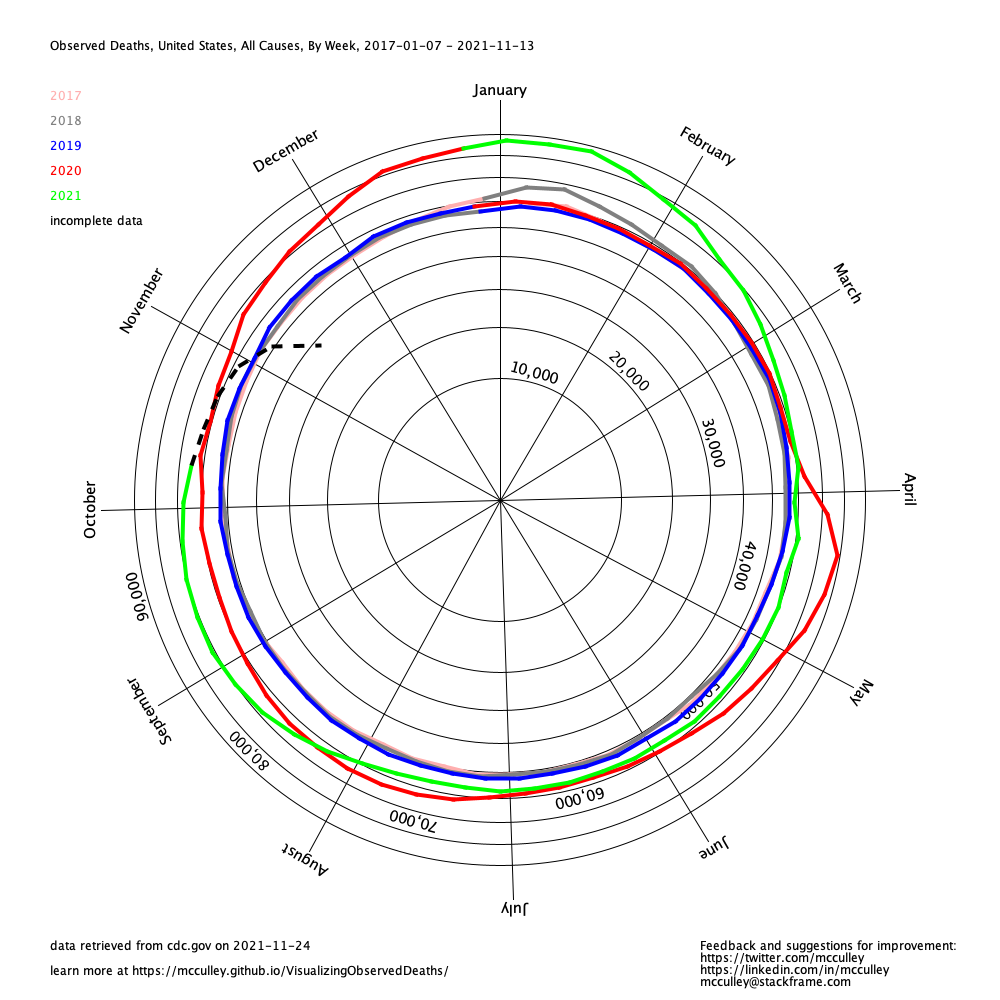 Observed Deaths, United States, All Causes, By Week, 2017-01-07 - 2021-11-13
2017
2018
2019
2020
2021
incomplete data
January
February
March
April
May
June
July
August
September
October
November
December
10,000
20,000
30,000
40,000
50,000
60,000
70,000
80,000
90,000
data retrieved from cdc.gov on 2021-11-24
learn more at https://mcculley.github.io/VisualizingObservedDeaths/
Feedback and suggestions for improvement:
https://twitter.com/mcculley
https://linkedin.com/in/mcculley
mcculley@stackframe.com